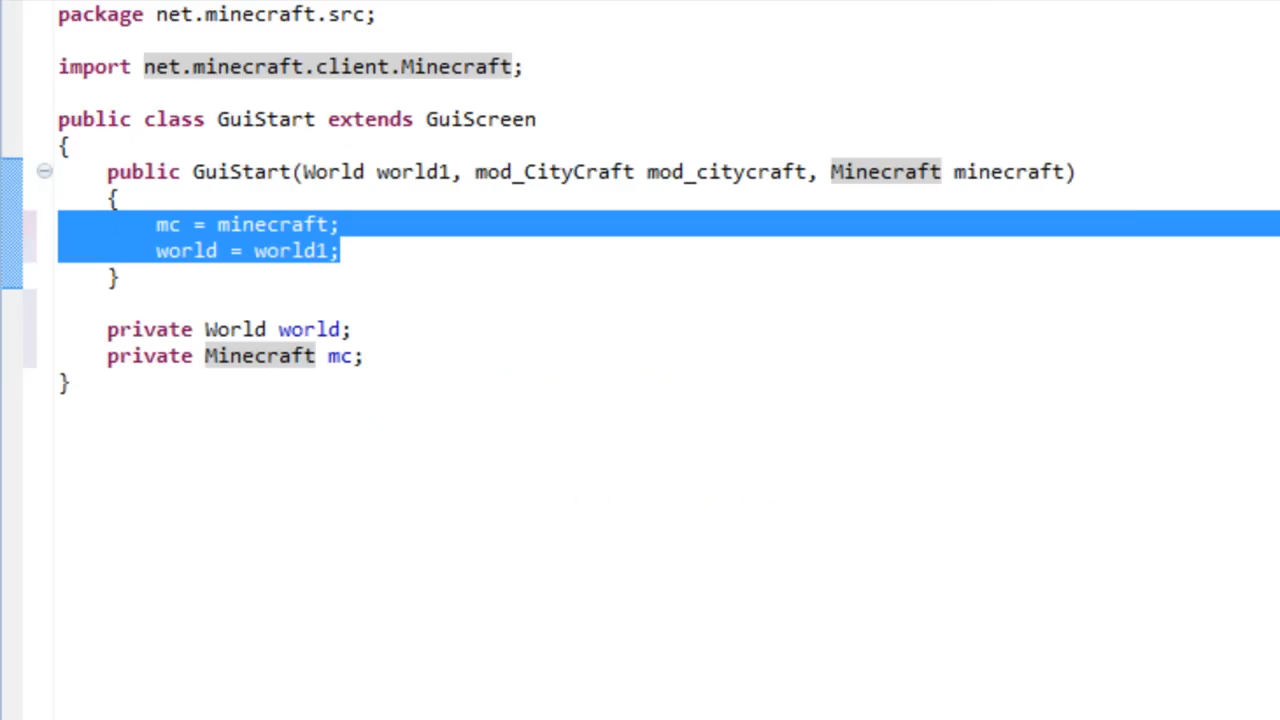 package net.minecraft.src;
import net.minecraft.client.Minecraft;
public class GuiStart extends GuiScreen
{
public GuiStart(World world1, mod_CityCraft mod_citycraft, Minecraft minecraft)
{
mc = minecraft;
world = world1;
}
private World world;
private Minecraft mc;
}